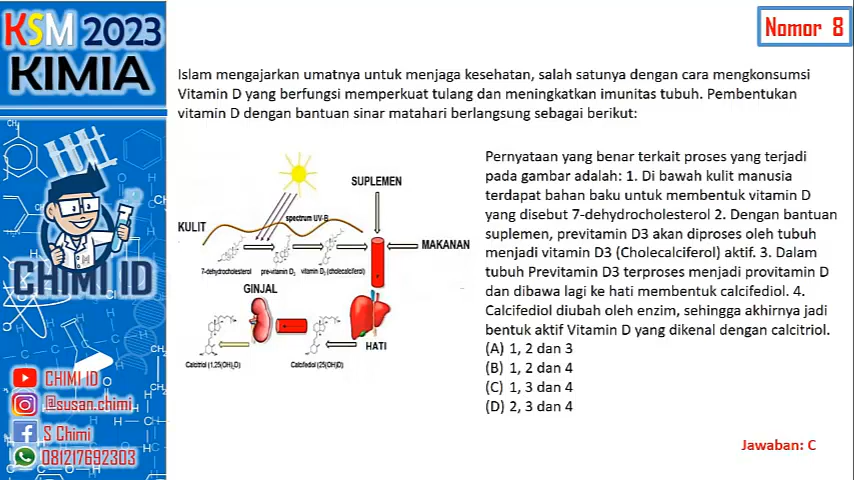 KSM 2023
KIMIA
Nomor 8
Islam mengajarkan umatnya untuk menjaga kesehatan, salah satunya dengan cara mengkonsumsi
Vitamin D yang berfungsi memperkuat tulang dan meningkatkan imunitas tubuh. Pembentukan
vitamin D dengan bantuan sinar matahari berlangsung sebagai berikut:
SUPLEMEN
spectrum UV-B
KULIT
MAKANAN
7-dehydrocholesterol
pre-vitamin D3
vitamin D3 (cholecalciferol)
GINJAL
HATI
Calcitriol (1,25(OH)2D)
Calcifediol (25(OH)D)
Pernyataan yang benar terkait proses yang terjadi
pada gambar adalah: 1. Di bawah kulit manusia
terdapat bahan baku untuk membentuk vitamin D
yang disebut 7-dehydrocholesterol 2. Dengan bantuan
suplemen, previtamin D3 akan diproses oleh tubuh
menjadi vitamin D3 (Cholecalciferol) aktif. 3. Dalam
tubuh Previtamin D3 terproses menjadi provitamin D
dan dibawa lagi ke hati membentuk calcifediol. 4.
Calcifediol diubah oleh enzim, sehingga akhirnya jadi
bentuk aktif Vitamin D yang dikenal dengan calcitriol.
(A) 1, 2 dan 3
(B) 1, 2 dan 4
(C) 1, 3 dan 4
(D) 2, 3 dan 4
Jawaban: C
CHIMI ID
CHIMI ID
@susan.chimi
S Chimi
081217692303